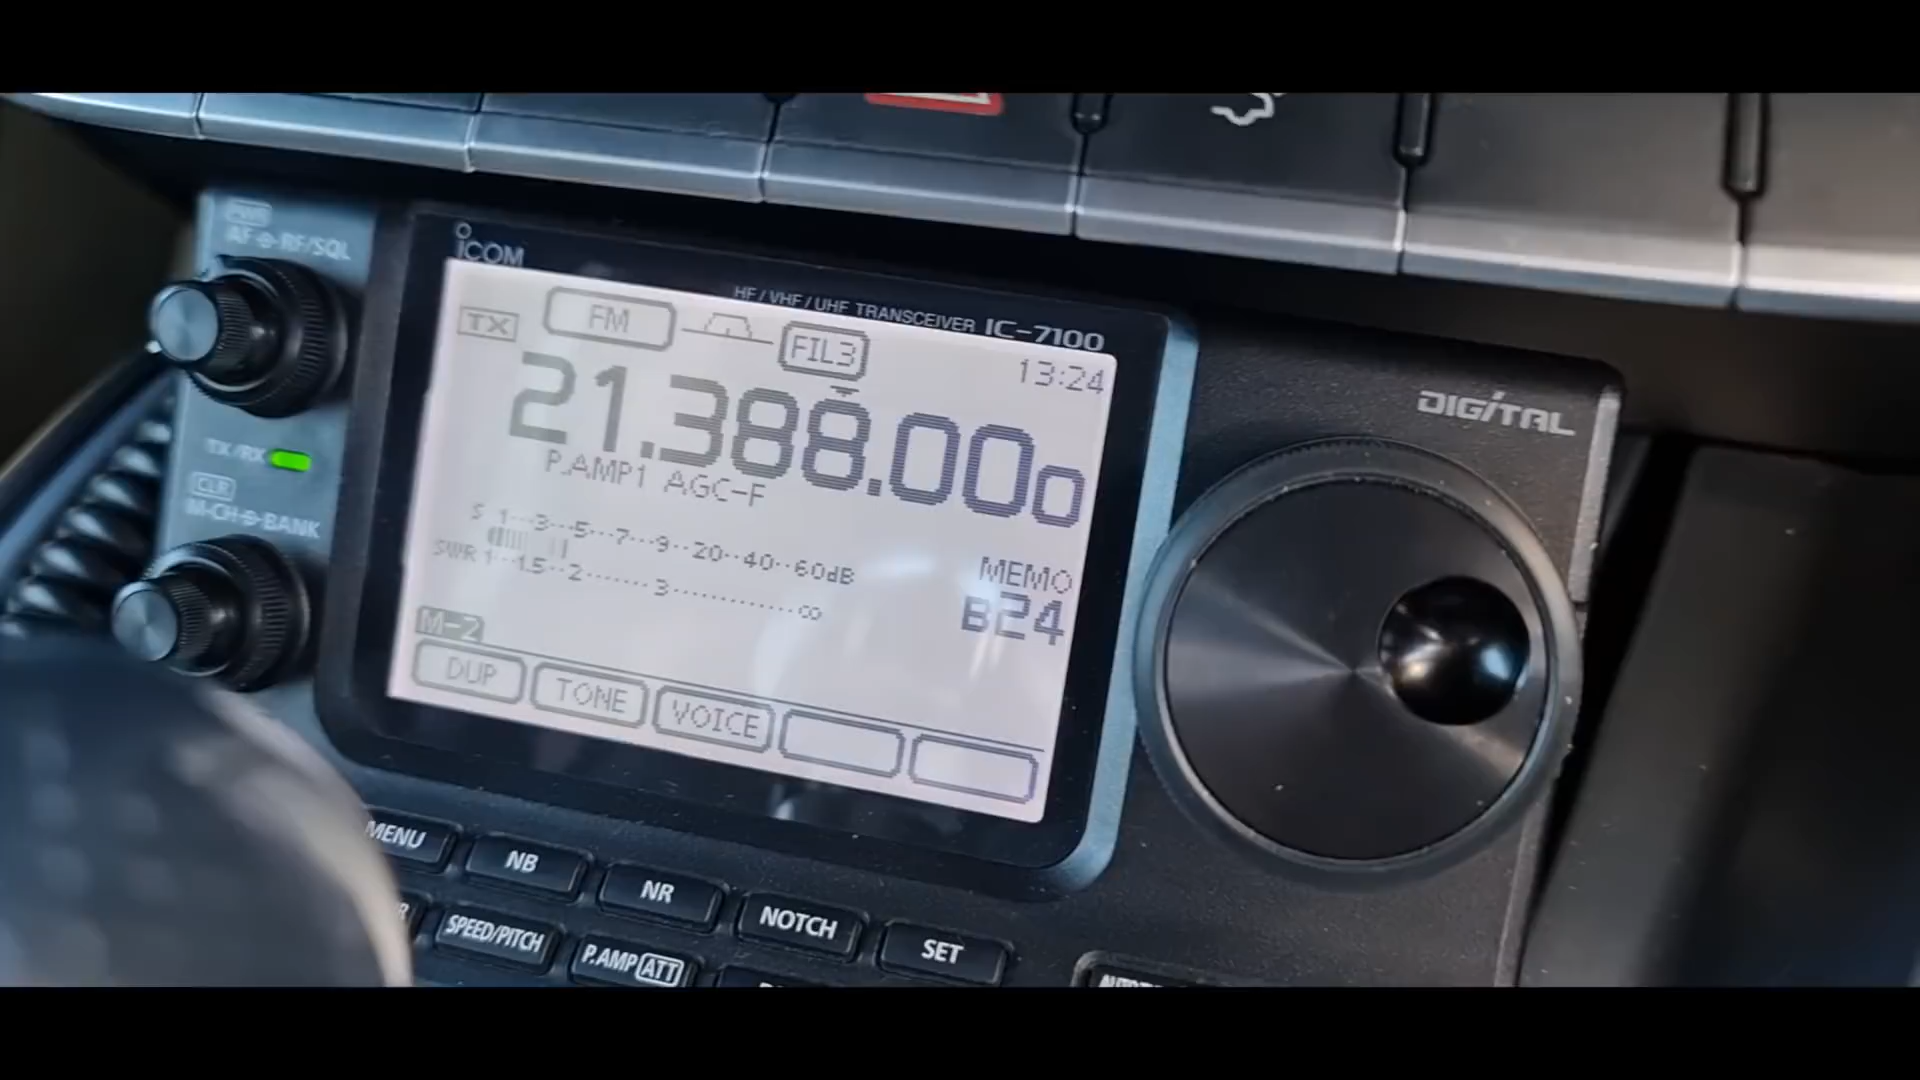 PWR
AF RF/SQL
ICOM
HF/VHF/UHF TRANSCEIVER IC-7100
TX FM FIL3 13:24
21.388.000
P.AMP1 AGC-F
TX/RX
CLR
M-CH BANK
S 1···3···5···7···9··20··40··60dB
SWR 1··1.5··2·······3············∞
MEMO
B24
M-2
DUP TONE VOICE
DIGITAL
MENU NB NR NOTCH SET
SPEED/PITCH P.AMP ATT